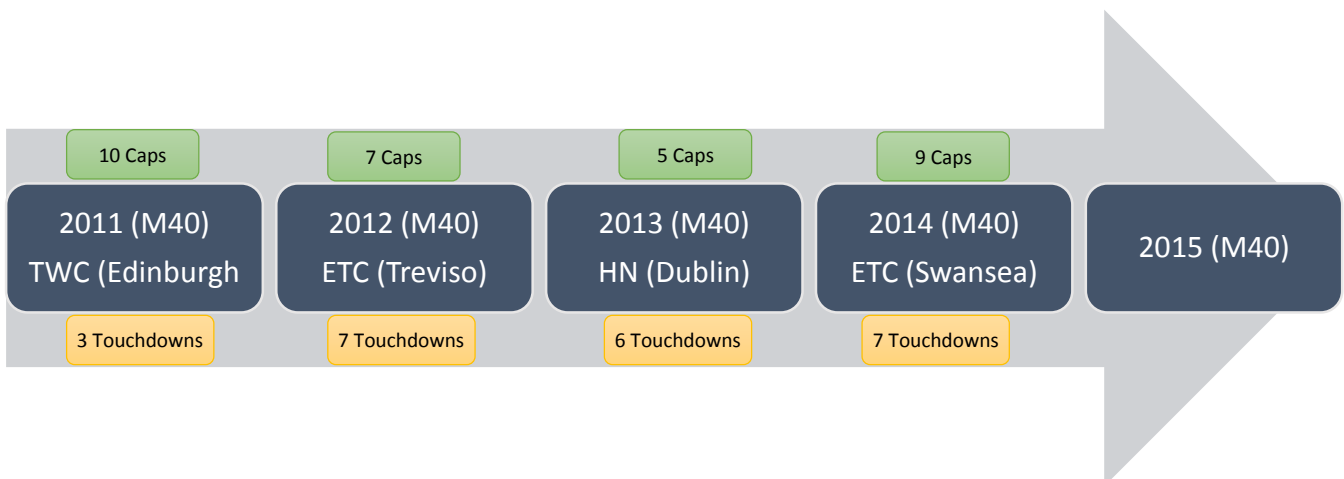 10 Caps
7 Caps
5 Caps
9 Caps
2011 (M40)
TWC (Edinburgh
2012 (M40)
ETC (Treviso)
2013 (M40)
HN (Dublin)
2014 (M40)
ETC (Swansea)
2015 (M40)
3 Touchdowns
7 Touchdowns
6 Touchdowns
7 Touchdowns